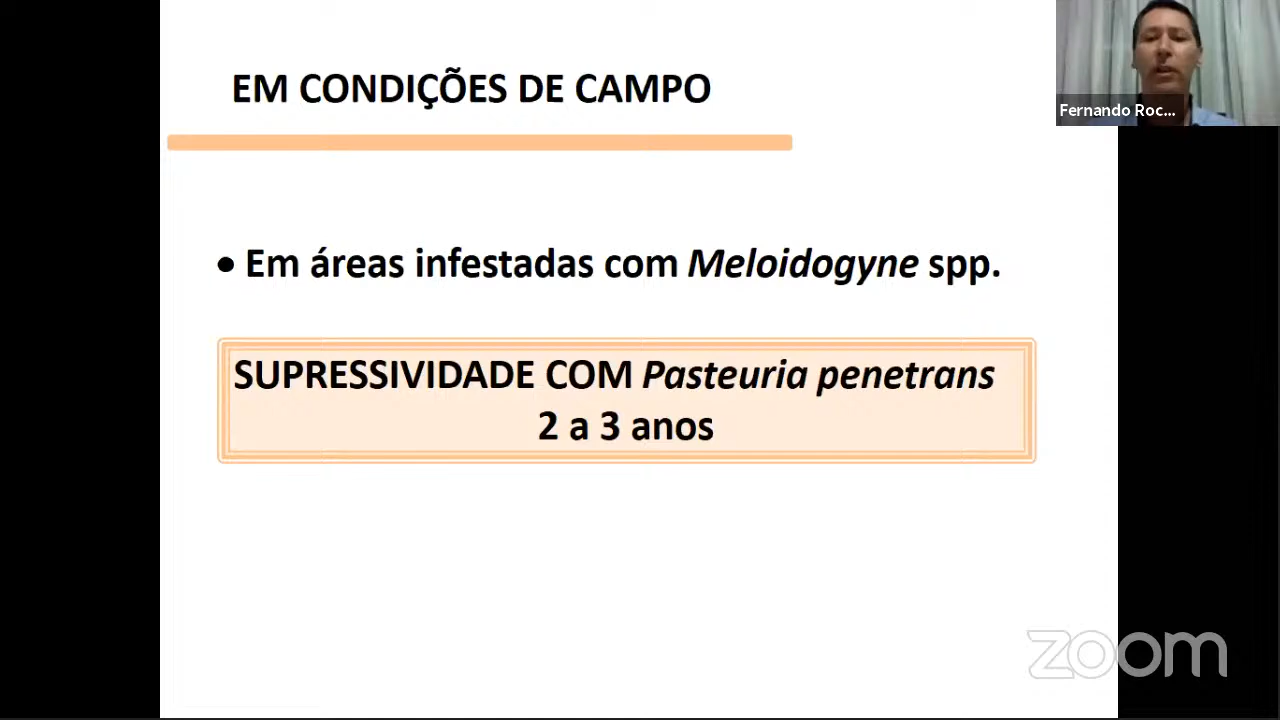 EM CONDIÇÕES DE CAMPO
Fernando Roc...
• Em áreas infestadas com Meloidogyne spp.
SUPRESSIVIDADE COM Pasteuria penetrans
2 a 3 anos
zoom